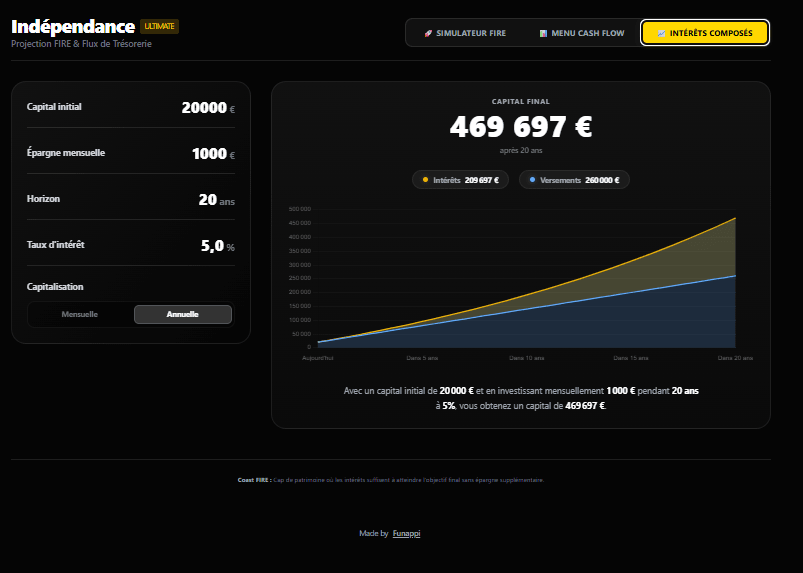 Indépendance ULTIMATE
Projection FIRE & Flux de Trésorerie
🚀 SIMULATEUR FIRE
📊 MENU CASH FLOW
📈 INTÉRÊTS COMPOSÉS
Capital initial 20000 €
Épargne mensuelle 1000 €
Horizon 20 ans
Taux d'intérêt 5,0 %
Capitalisation
Mensuelle Annuelle
CAPITAL FINAL
469 697 €
après 20 ans
Intérêts 209 697 €
Versements 260 000 €
500 000
450 000
400 000
350 000
300 000
250 000
200 000
150 000
100 000
50 000
0
Aujourd'hui Dans 5 ans Dans 10 ans Dans 15 ans Dans 20 ans
Avec un capital initial de 20 000 € et en investissant mensuellement 1 000 € pendant 20 ans
à 5%, vous obtenez un capital de 469 697 €.
Coast FIRE : Cap de patrimoine où les intérêts suffisent à atteindre l'objectif final sans épargne supplémentaire.
Made by Funappi